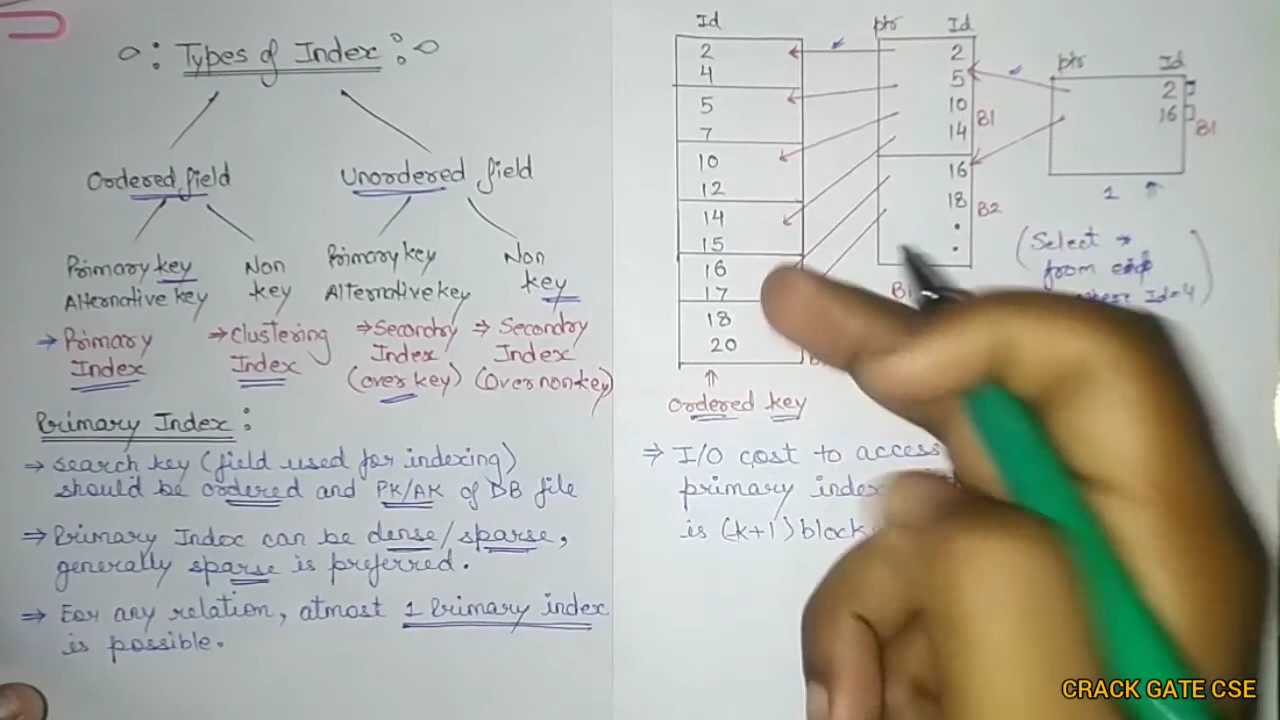 Types of Index
Ordered field
Unordered field
Primary key
Alternative key
Non
key
Primary key
Alternative key
Non
key
→ Primary
Index
⇒ Clustering
Index
⇒ Secondry
Index
(over key)
⇒ Secondry
Index
(Over nonkey)
Primary Index :
→ Search key (field used for indexing)
should be ordered and PK/AK of DB file
⇒ Primary Index can be dense/sparse,
generally sparse is preferred.
⇒ For any relation, atmost 1 Primary index
is possible.
Id
2
4
5
7
10
12
14
15
16
17
18
20
Ordered key
ptr Id
2
5
10
14
B1
16
18
B2
ptr Id
2
16
B1
1
(Select *
from
where Id=4)
⇒ I/O cost to access
primary index
is (k+1) block
CRACK GATE CSE